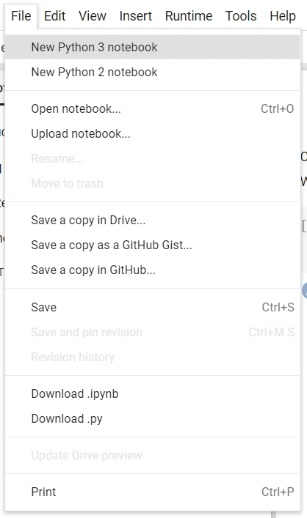 File Edit View Insert Runtime Tools Help
New Python 3 notebook
New Python 2 notebook
Open notebook... Ctrl+O
Upload notebook...
Rename...
Move to trash
Save a copy in Drive...
Save a copy as a GitHub Gist...
Save a copy in GitHub...
Save Ctrl+S
Save and pin revision Ctrl+M S
Revision history
Download .ipynb
Download .py
Update Drive preview
Print Ctrl+P